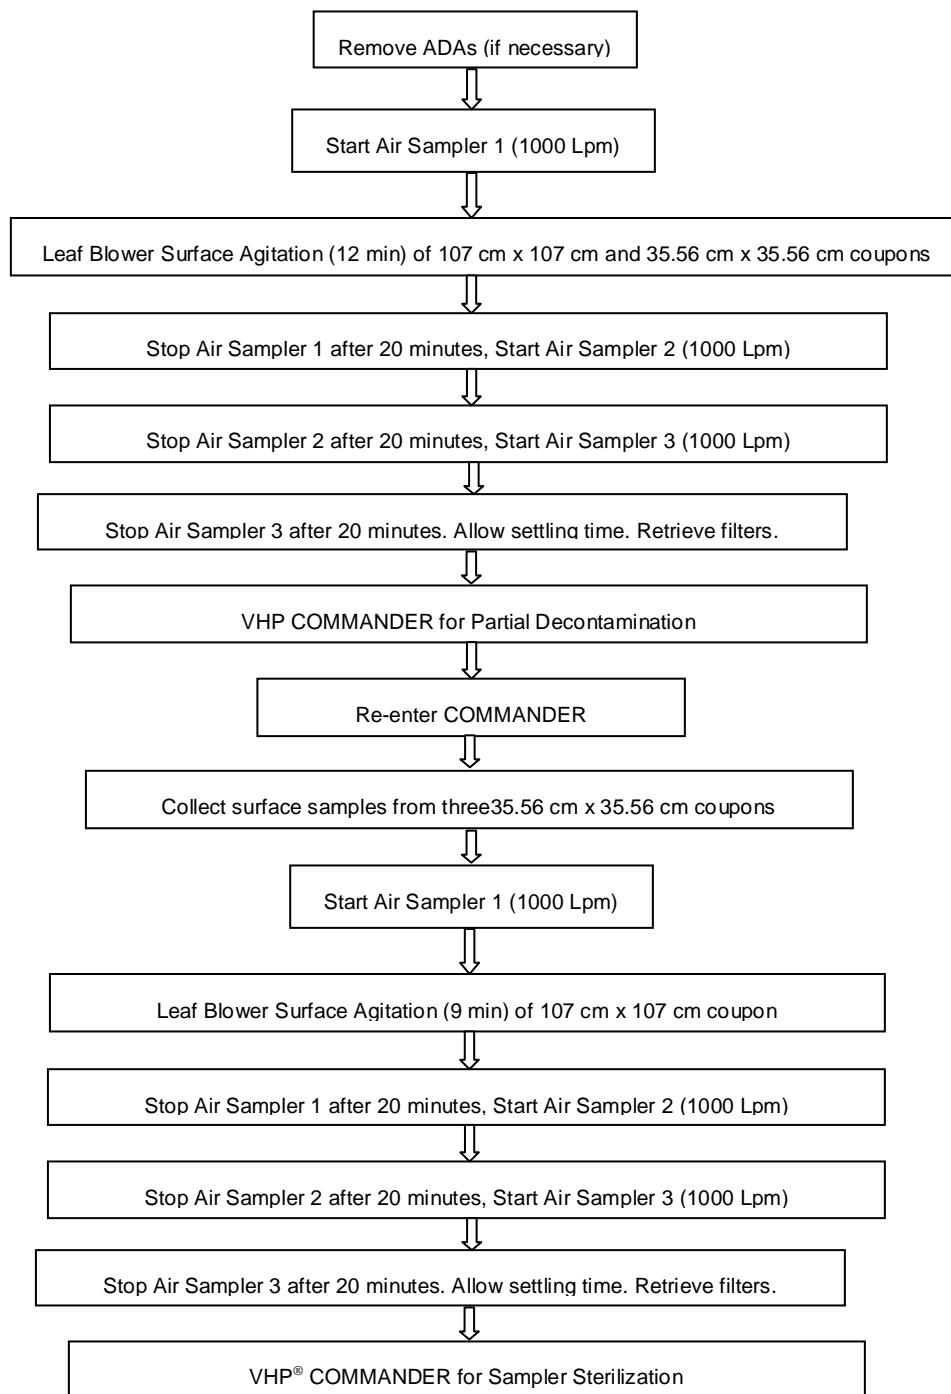 Remove ADAs (if necessary)
Start Air Sampler 1 (1000 Lpm)
Leaf Blower Surface Agitation (12 min) of 107 cm x 107 cm and 35.56 cm x 35.56 cm coupons
Stop Air Sampler 1 after 20 minutes, Start Air Sampler 2 (1000 Lpm)
Stop Air Sampler 2 after 20 minutes, Start Air Sampler 3 (1000 Lpm)
Stop Air Sampler 3 after 20 minutes. Allow settling time. Retrieve filters.
VHP COMMANDER for Partial Decontamination
Re-enter COMMANDER
Collect surface samples from three35.56 cm x 35.56 cm coupons
Start Air Sampler 1 (1000 Lpm)
Leaf Blower Surface Agitation (9 min) of 107 cm x 107 cm coupon
Stop Air Sampler 1 after 20 minutes, Start Air Sampler 2 (1000 Lpm)
Stop Air Sampler 2 after 20 minutes, Start Air Sampler 3 (1000 Lpm)
Stop Air Sampler 3 after 20 minutes. Allow settling time. Retrieve filters.
VHP® COMMANDER for Sampler Sterilization